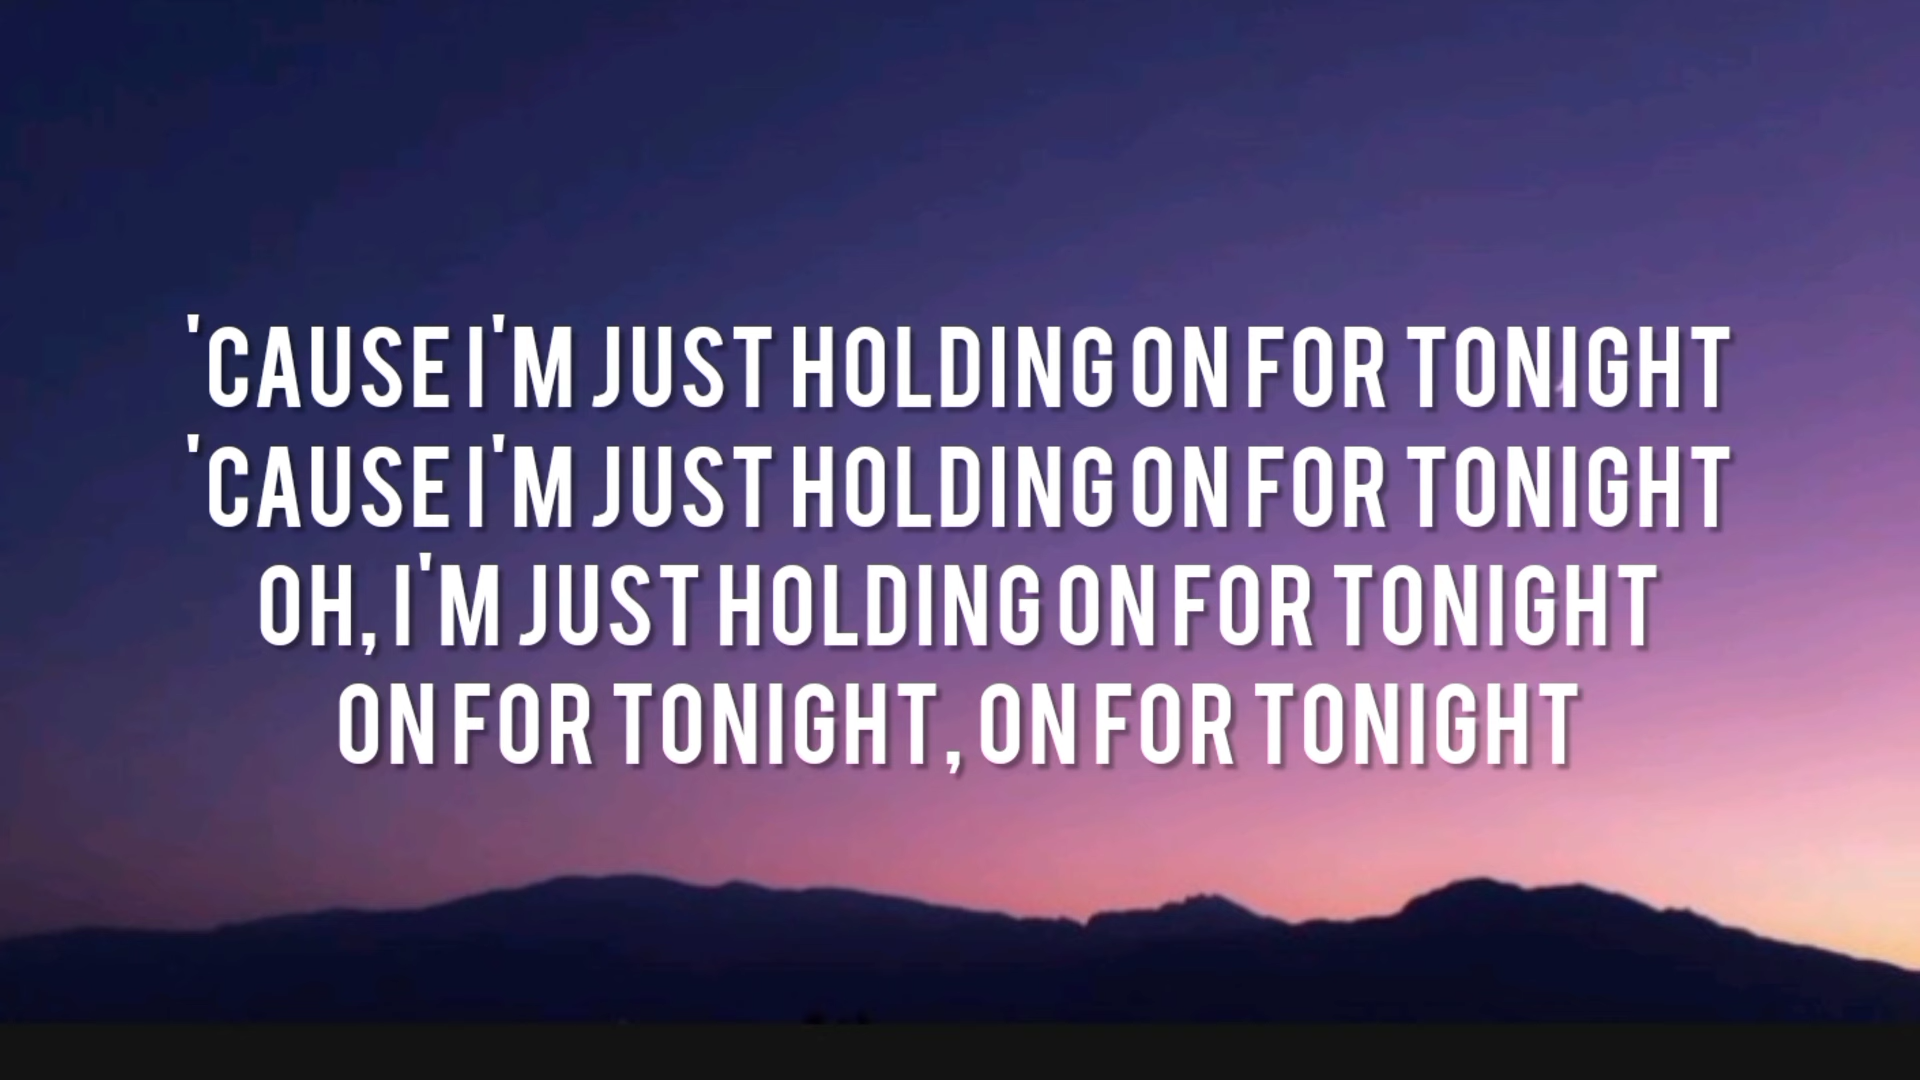 'CAUSE I'M JUST HOLDING ON FOR TONIGHT
'CAUSE I'M JUST HOLDING ON FOR TONIGHT
OH, I'M JUST HOLDING ON FOR TONIGHT
ON FOR TONIGHT, ON FOR TONIGHT